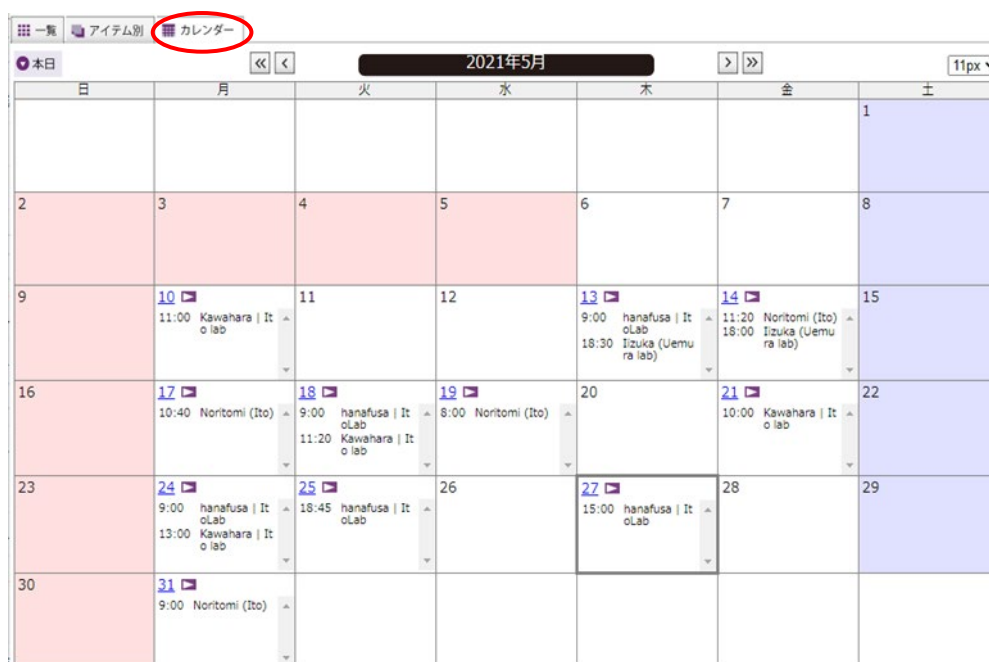 一覧 アイテム別 カレンダー
本日 2021年5月 11px
日 月 火 水 木 金 土
1
2 3 4 5 6 7 8
9 10 11 12 13 14 15
11:00 Kawahara | It
o lab
9:00 hanafusa | It
oLab
18:30 Iizuka (Uemu
ra lab)
11:20 Noritomi (Ito)
18:00 Iizuka (Uemu
ra lab)
16 17 18 19 20 21 22
10:40 Noritomi (Ito)
9:00 hanafusa | It
oLab
11:20 Kawahara | It
o lab
8:00 Noritomi (Ito)
10:00 Kawahara | It
o lab
23 24 25 26 27 28 29
9:00 hanafusa | It
oLab
13:00 Kawahara | It
o lab
18:45 hanafusa | It
oLab
15:00 hanafusa | It
oLab
30 31
9:00 Noritomi (Ito)